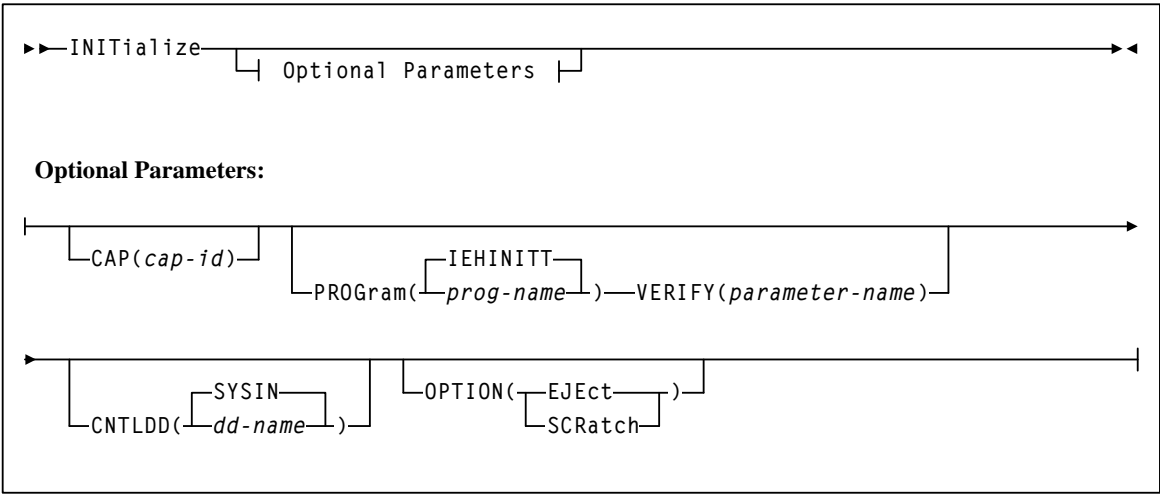 INITialize
Optional Parameters
Optional Parameters:
CAP(cap-id)
IEHINITT
PROGram( prog-name ) VERIFY(parameter-name)
SYSIN
CNTLDD( dd-name )
OPTION( EJEct )
SCRatch